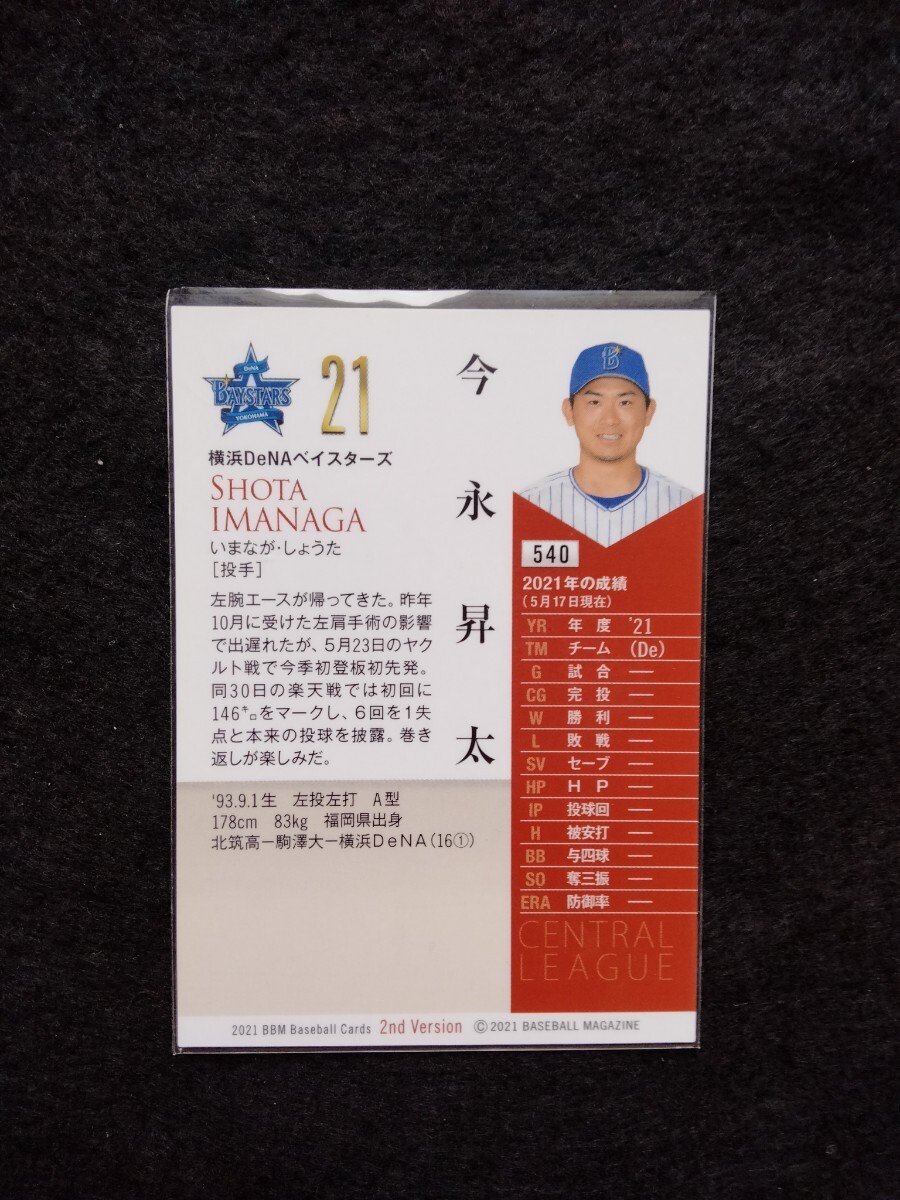 DeNA
BAYSTARS
YOKOHAMA
21
横浜DeNAベイスターズ
SHOTA
IMANAGA
いまなが・しょうた
[投手]
左腕エースが帰ってきた。昨年
10月に受けた左肩手術の影響
で出遅れたが、5月23日のヤク
ルト戦で今季初登板初先発。
同30日の楽天戦では初回に
146㌔をマークし、6回を1失
点と本来の投球を披露。巻き
返しが楽しみだ。
'93.9.1生 左投左打 A型
178cm 83kg 福岡県出身
北筑高ー駒澤大ー横浜DeNA(16①)
今永昇太
B
540
2021年の成績
(5月17日現在)
YR 年度 '21
TM チーム (De)
G 試合 ―
CG 完投 ―
W 勝利 ―
L 敗戦 ―
SV セーブ ―
HP HP ―
IP 投球回 ―
H 被安打 ―
BB 与四球 ―
SO 奪三振 ―
ERA 防御率 ―
CENTRAL
LEAGUE
2021 BBM Baseball Cards 2nd Version ©2021 BASEBALL MAGAZINE